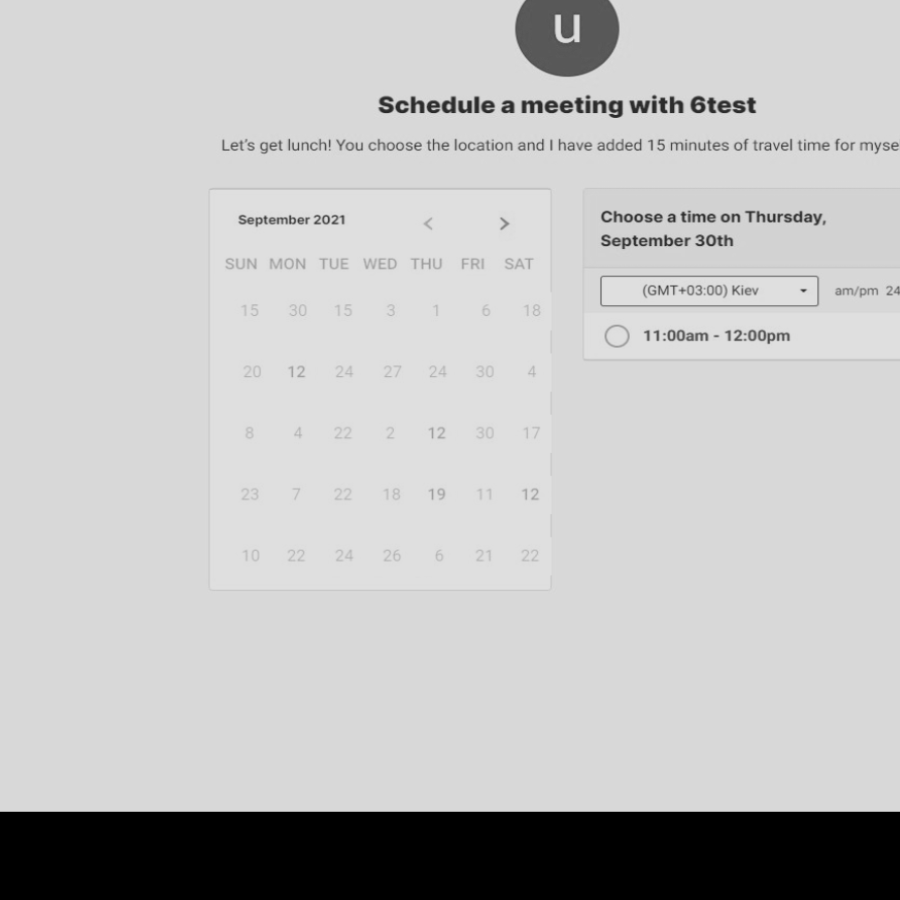 u
Schedule a meeting with 6test
Let's get lunch! You choose the location and I have added 15 minutes of travel time for myse
September 2021 < >
SUN MON TUE WED THU FRI SAT
15 30 15 3 1 6 18
20 12 24 27 24 30 4
8 4 22 2 12 30 17
23 7 22 18 19 11 12
10 22 24 26 6 21 22
Choose a time on Thursday,
September 30th
(GMT+03:00) Kiev am/pm 24
11:00am - 12:00pm